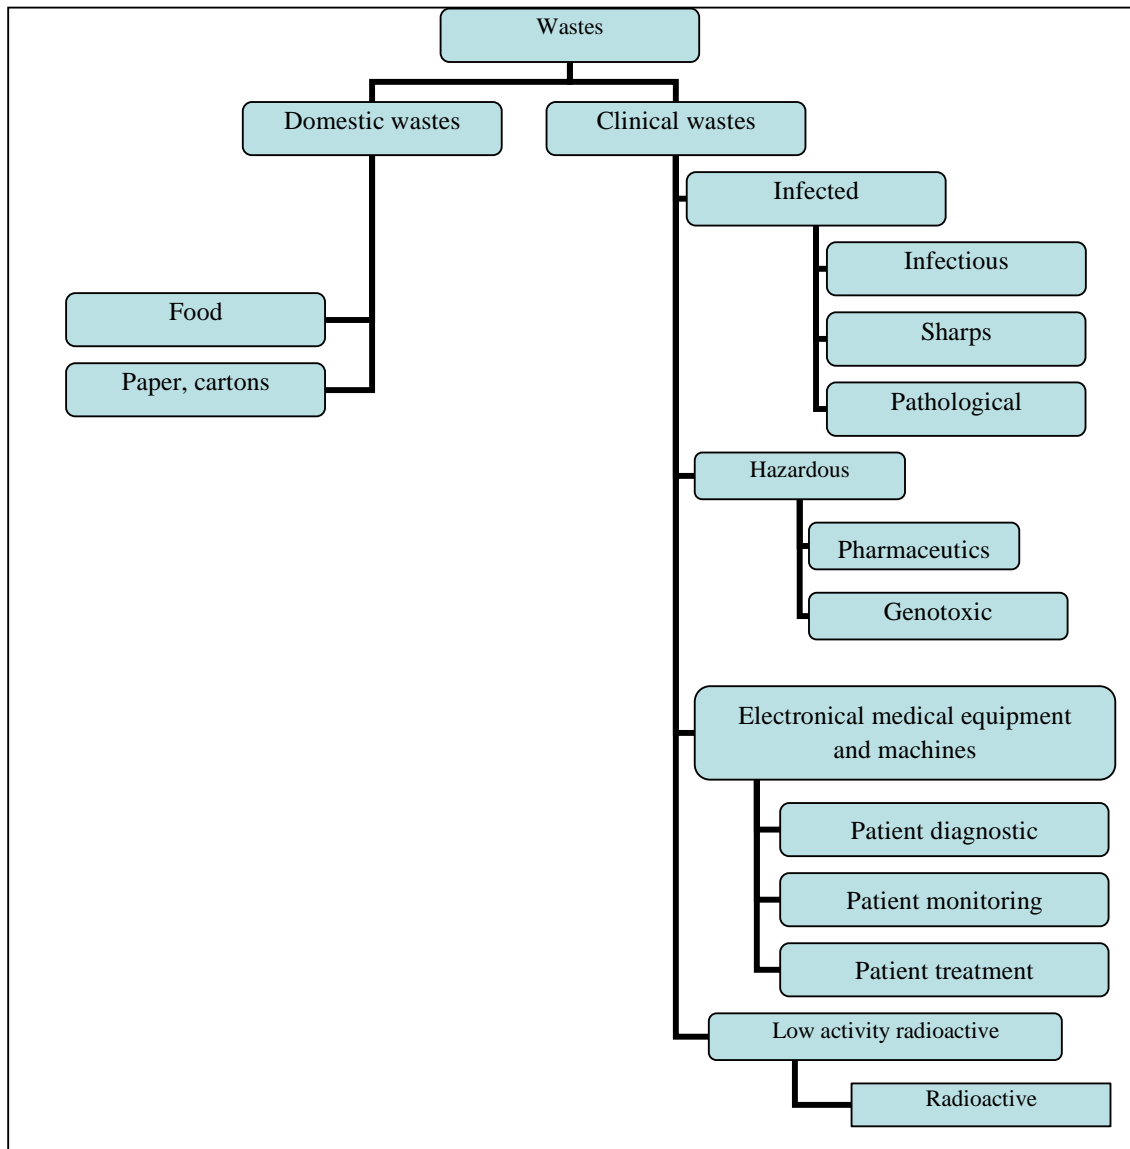 Wastes
Domestic wastes
Clinical wastes
Infected
Infectious
Food
Sharps
Paper, cartons
Pathological
Hazardous
Pharmaceutics
Genotoxic
Electronical medical equipment
and machines
Patient diagnostic
Patient monitoring
Patient treatment
Low activity radioactive
Radioactive